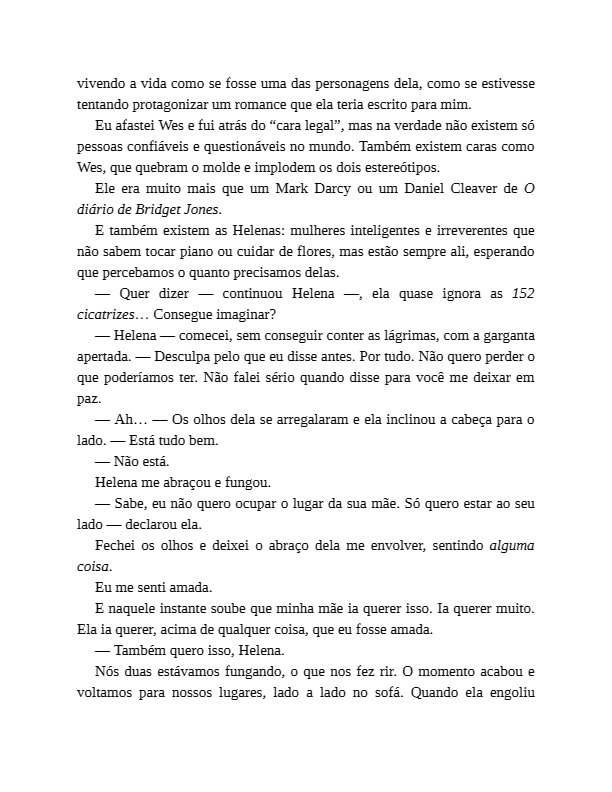 vivendo a vida como se fosse uma das personagens dela, como se estivesse
tentando protagonizar um romance que ela teria escrito para mim.
Eu afastei Wes e fui atrás do “cara legal”, mas na verdade não existem só
pessoas confiáveis e questionáveis no mundo. Também existem caras como
Wes, que quebram o molde e implodem os dois estereótipos.
Ele era muito mais que um Mark Darcy ou um Daniel Cleaver de O
diário de Bridget Jones.
E também existem as Helenas: mulheres inteligentes e irreverentes que
não sabem tocar piano ou cuidar de flores, mas estão sempre ali, esperando
que percebamos o quanto precisamos delas.
— Quer dizer — continuou Helena —, ela quase ignora as 152
cicatrizes… Consegue imaginar?
— Helena — comecei, sem conseguir conter as lágrimas, com a garganta
apertada. — Desculpa pelo que eu disse antes. Por tudo. Não quero perder o
que poderíamos ter. Não falei sério quando disse para você me deixar em
paz.
— Ah… — Os olhos dela se arregalaram e ela inclinou a cabeça para o
lado. — Está tudo bem.
— Não está.
Helena me abraçou e fungou.
— Sabe, eu não quero ocupar o lugar da sua mãe. Só quero estar ao seu
lado — declarou ela.
Fechei os olhos e deixei o abraço dela me envolver, sentindo alguma
coisa.
Eu me senti amada.
E naquele instante soube que minha mãe ia querer isso. Ia querer muito.
Ela ia querer, acima de qualquer coisa, que eu fosse amada.
— Também quero isso, Helena.
Nós duas estávamos fungando, o que nos fez rir. O momento acabou e
voltamos para nossos lugares, lado a lado no sofá. Quando ela engoliu